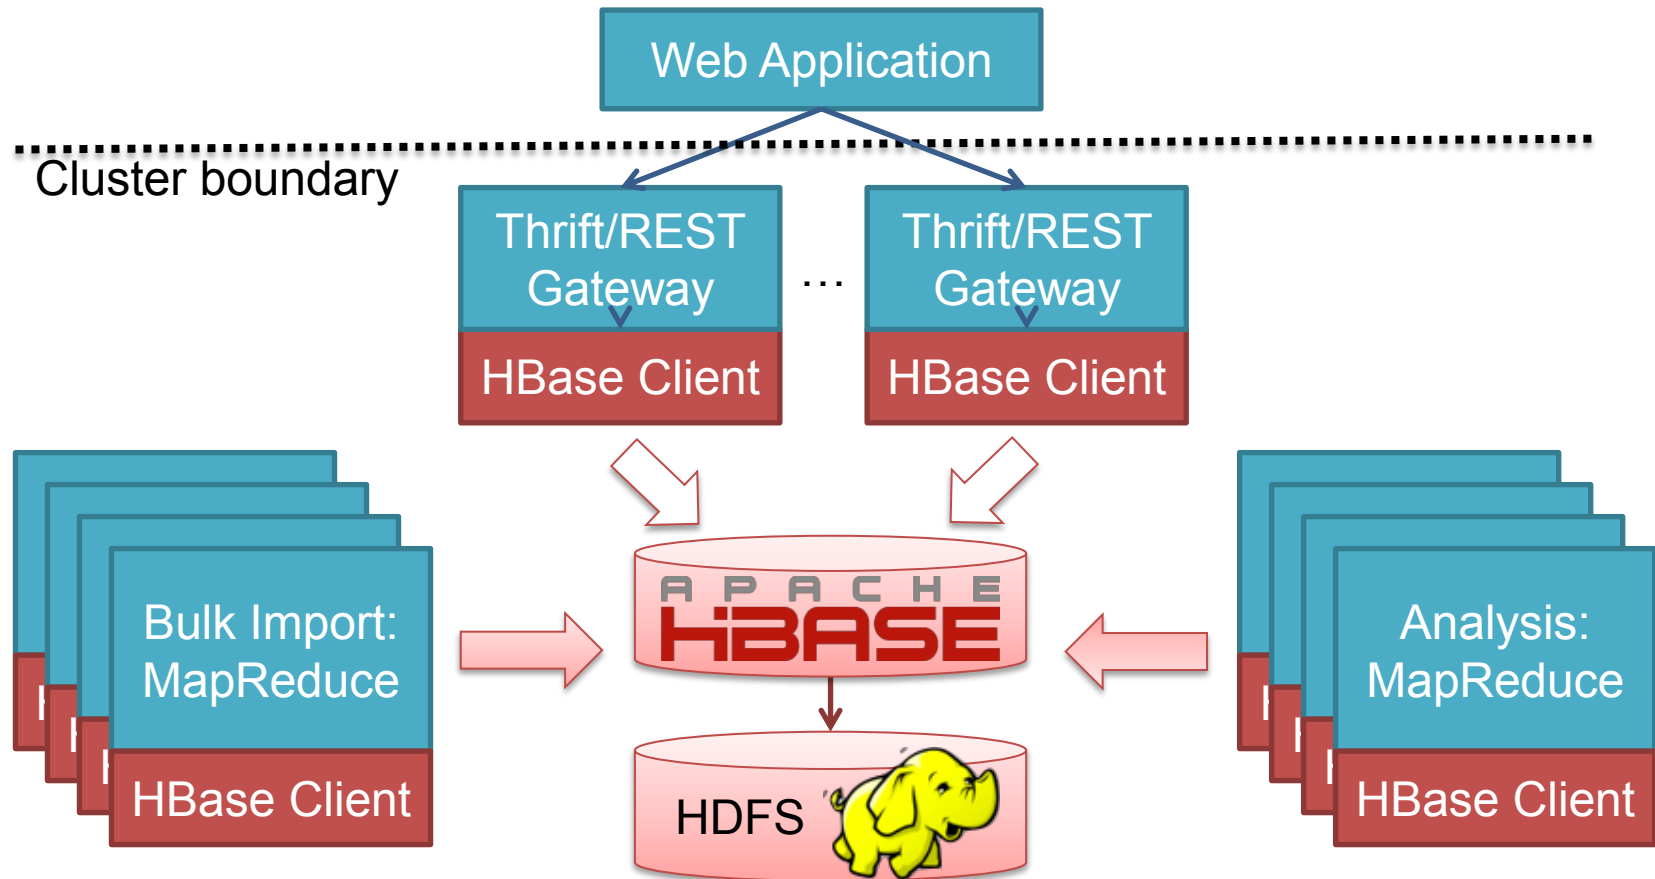 Web Application
Cluster boundary
Thrift/REST
Gateway
HBase Client
...
Thrift/REST
Gateway
HBase Client
Bulk Import:
MapReduce
HBase Client
H
H
H
APACHE
HBASE
HDFS
Analysis:
MapReduce
HBase Client
H
H
H